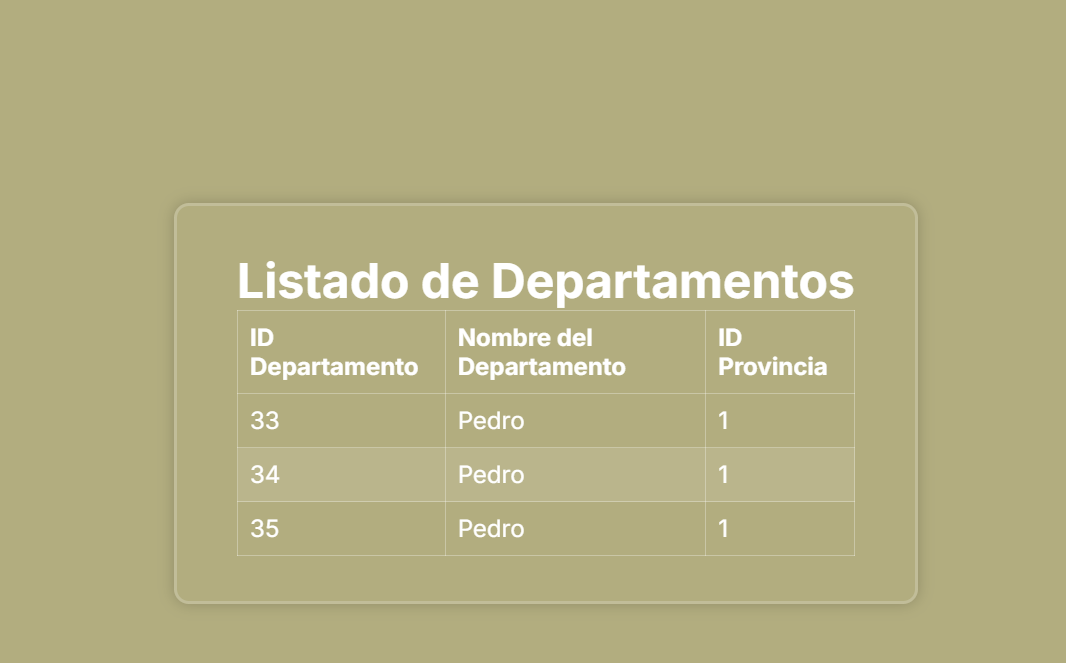 Listado de Departamentos
ID Departamento	Nombre del Departamento	ID Provincia
33	Pedro	1
34	Pedro	1
35	Pedro	1